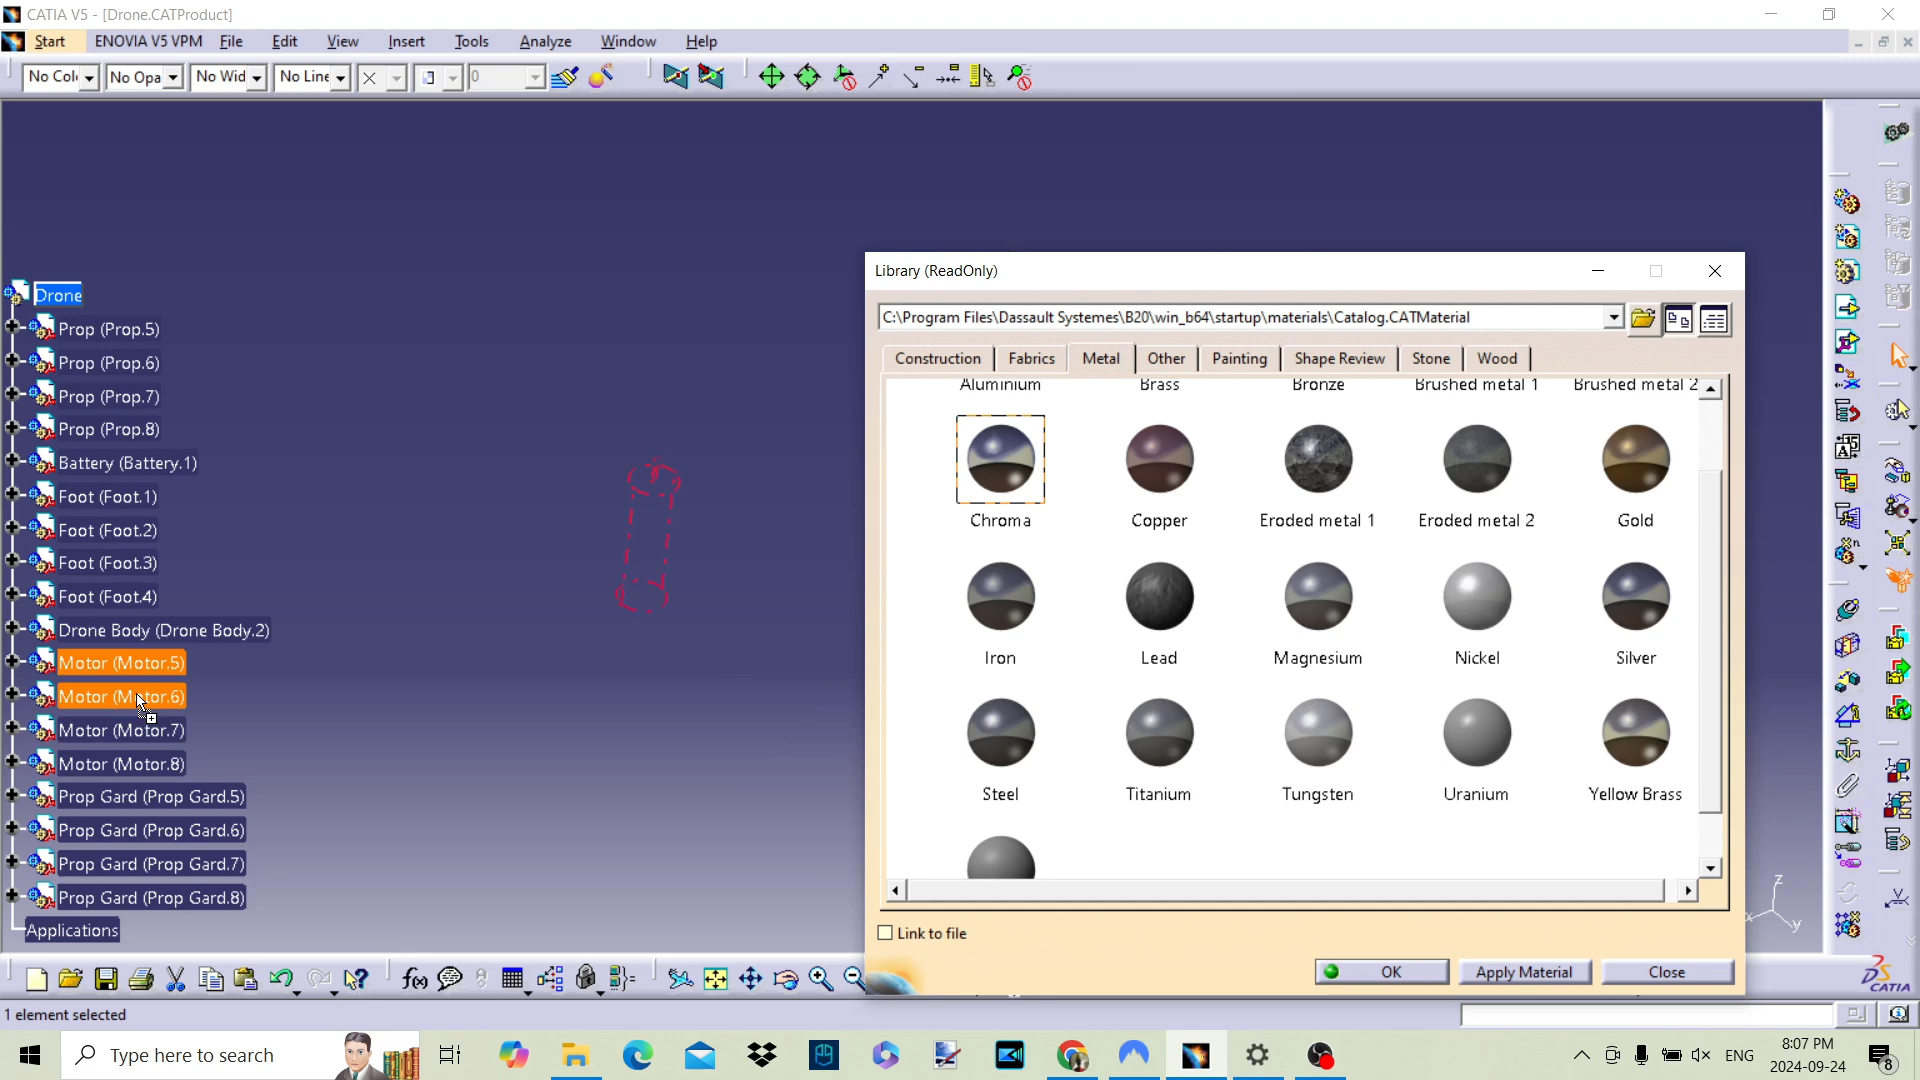 CATIA V5 - [Drone.CATProduct]
Start ENOVIA V5 VPM File Edit View Insert Tools Analyze Window Help
No Col No Opa No Wid No Line 0
Drone
Prop (Prop.5)
Prop (Prop.6)
Prop (Prop.7)
Prop (Prop.8)
Battery (Battery.1)
Foot (Foot.1)
Foot (Foot.2)
Foot (Foot.3)
Foot (Foot.4)
Drone Body (Drone Body.2)
Motor (Motor.5)
Motor (Motor.6)
Motor (Motor.7)
Motor (Motor.8)
Prop Gard (Prop Gard.5)
Prop Gard (Prop Gard.6)
Prop Gard (Prop Gard.7)
Prop Gard (Prop Gard.8)
Applications
Library (ReadOnly)
C:\Program Files\Dassault Systemes\B20\win_b64\startup\materials\Catalog.CATMaterial
Construction Fabrics Metal Other Painting Shape Review Stone Wood
Aluminium Brass Bronze Brushed metal 1 Brushed metal 2
Chroma Copper Eroded metal 1 Eroded metal 2 Gold
Iron Lead Magnesium Nickel Silver
Steel Titanium Tungsten Uranium Yellow Brass
Link to file
OK Apply Material Close
z
x
y
f(x)
CATIA
1 element selected
Type here to search
ENG
8:07 PM
2024-09-24
8